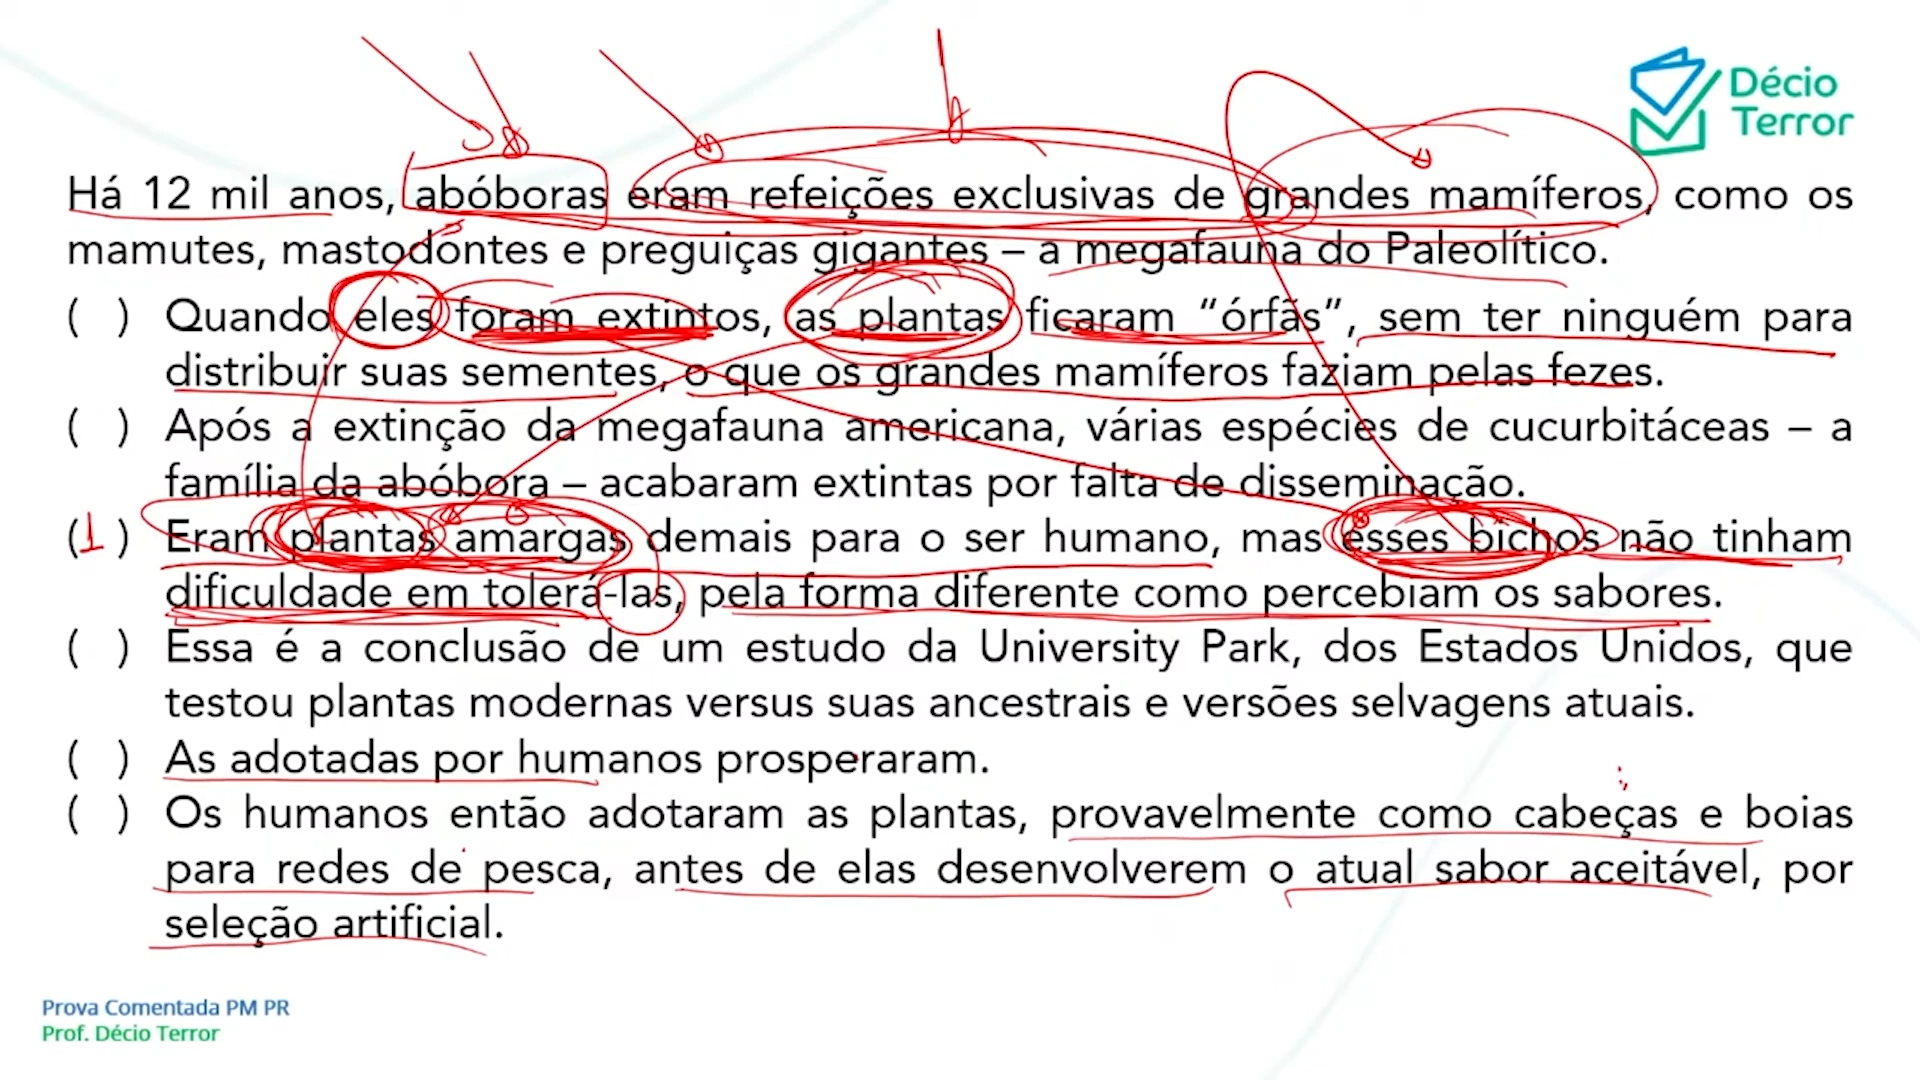 Décio
Terror
Há 12 mil anos, abóboras eram refeições exclusivas de grandes mamíferos, como os
mamutes, mastodontes e preguiças gigantes – a megafauna do Paleolítico.
( ) Quando eles foram extintos, as plantas ficaram “órfãs”, sem ter ninguém para
distribuir suas sementes, o que os grandes mamíferos faziam pelas fezes.
( ) Após a extinção da megafauna americana, várias espécies de cucurbitáceas – a
família da abóbora – acabaram extintas por falta de disseminação.
(1) Eram plantas amargas demais para o ser humano, mas esses bichos não tinham
dificuldade em tolerá-las, pela forma diferente como percebiam os sabores.
( ) Essa é a conclusão de um estudo da University Park, dos Estados Unidos, que
testou plantas modernas versus suas ancestrais e versões selvagens atuais.
( ) As adotadas por humanos prosperaram.
( ) Os humanos então adotaram as plantas, provavelmente como cabeças e boias
para redes de pesca, antes de elas desenvolverem o atual sabor aceitável, por
seleção artificial.
Prova Comentada PM PR
Prof. Décio Terror